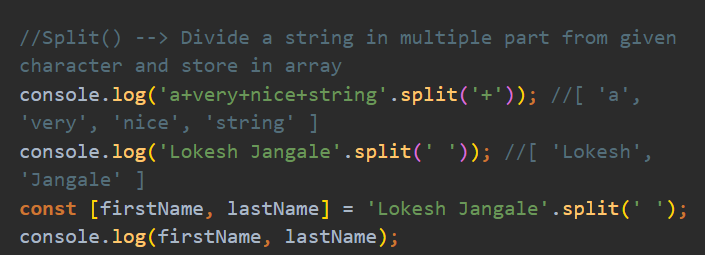 //Split() --> Divide a string in multiple part from given
character and store in array
console.log('a+very+nice+string'.split('+')); //[ 'a',
'very', 'nice', 'string' ]
console.log('Lokesh Jangale'.split(' ')); //[ 'Lokesh',
'Jangale' ]
const [firstName, lastName] = 'Lokesh Jangale'.split(' ');
console.log(firstName, lastName);